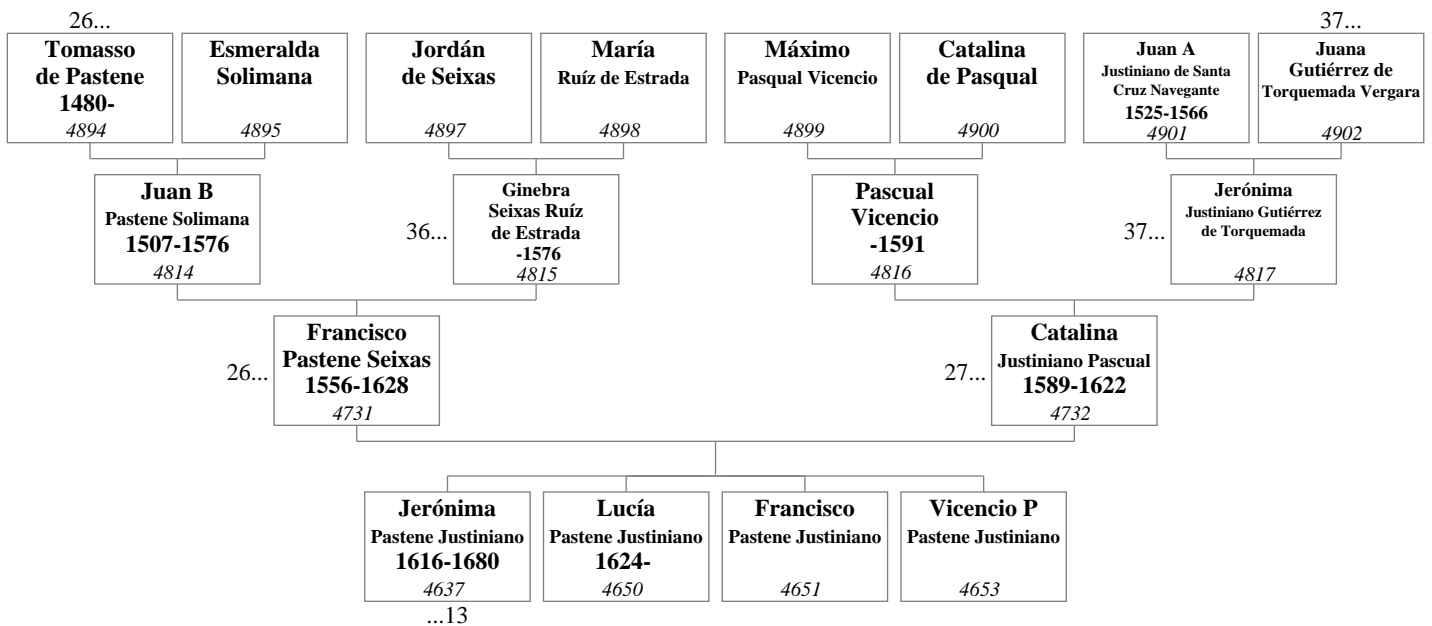 26...
37...
Tomasso
de Pastene
1480-
4894
Esmeralda
Solimana
4895
Jordán
de Seixas
4897
María
Ruíz de Estrada
4898
Máximo
Pasqual Vicencio
4899
Catalina
de Pasqual
4900
Juan A
Justiniano de Santa
Cruz Navegante
1525-1566
4901
Juana
Gutiérrez de
Torquemada Vergara
4902
Juan B
Pastene Solimana
1507-1576
4814
36...
Ginebra
Seixas Ruíz
de Estrada
-1576
4815
Pascual
Vicencio
-1591
4816
37...
Jerónima
Justiniano Gutiérrez
de Torquemada
4817
26...
Francisco
Pastene Seixas
1556-1628
4731
27...
Catalina
Justiniano Pascual
1589-1622
4732
Jerónima
Pastene Justiniano
1616-1680
4637
...13
Lucía
Pastene Justiniano
1624-
4650
Francisco
Pastene Justiniano
4651
Vicencio P
Pastene Justiniano
4653